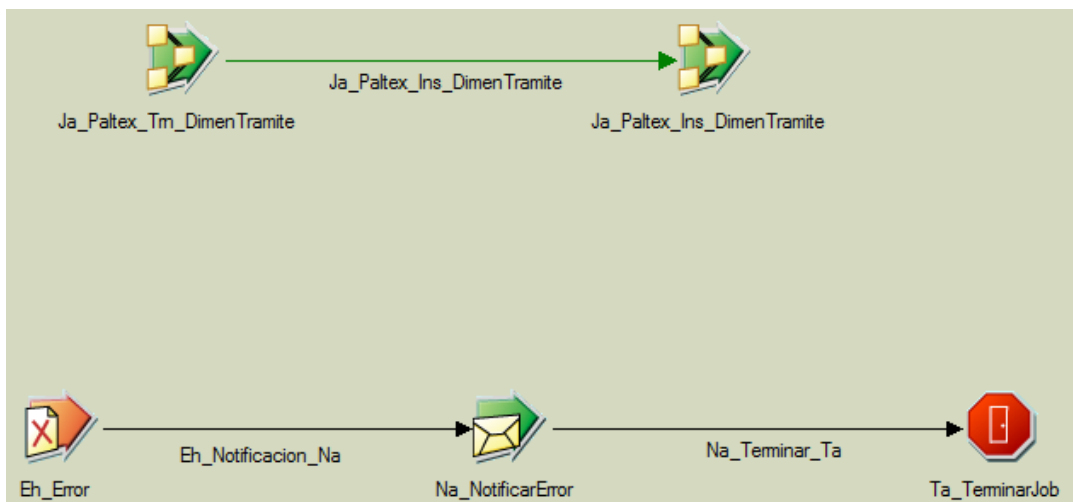 Ja_Paltex_Ins_DimenTramite
Ja_Paltex_Trn_DimenTramite
Ja_Paltex_Ins_DimenTramite
Eh_Notificacion_Na
Na_Terminar_Ta
Eh_Error
Na_NotificarError
Ta_TerminarJob